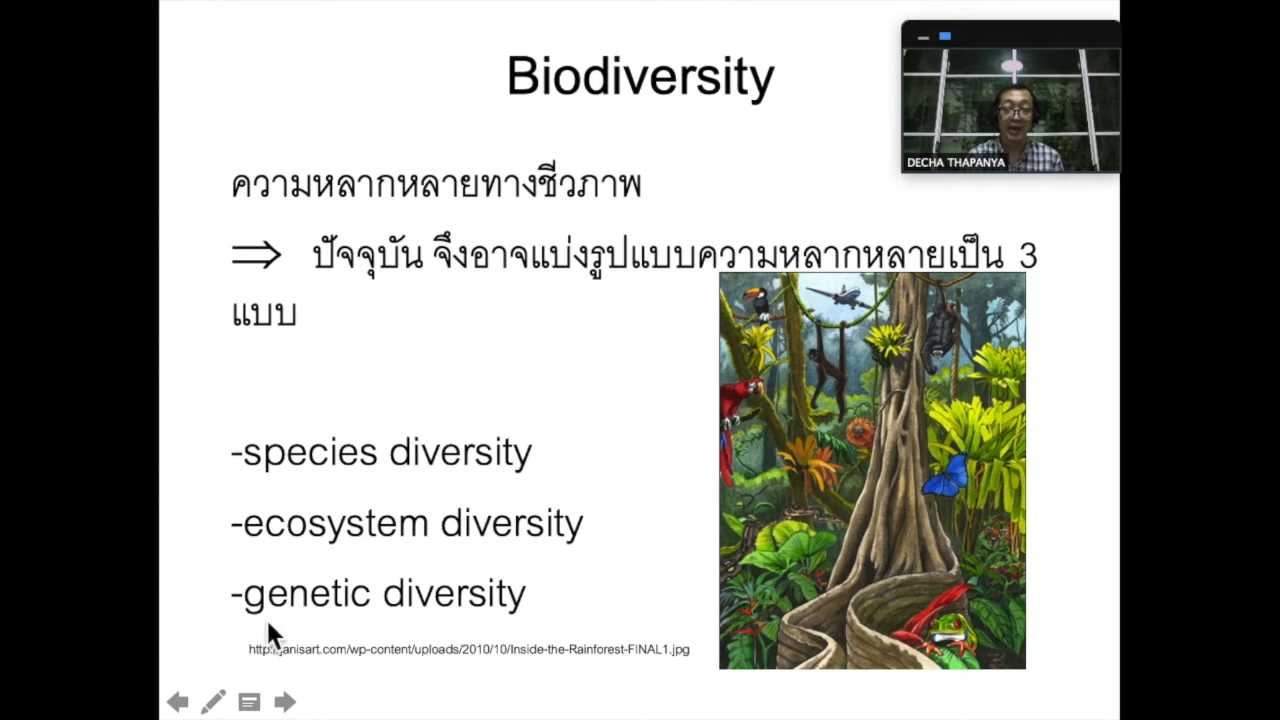 Biodiversity
DECHA THAPANYA
ความหลากหลายทางชีวภาพ
⇒ ปัจจุบัน จึงอาจแบ่งรูปแบบความหลากหลายเป็น 3
แบบ
-species diversity
-ecosystem diversity
-genetic diversity
janisart.com/wp-content/uploads/2010/10/Inside-the-Rainforest-FINAL1.jpg